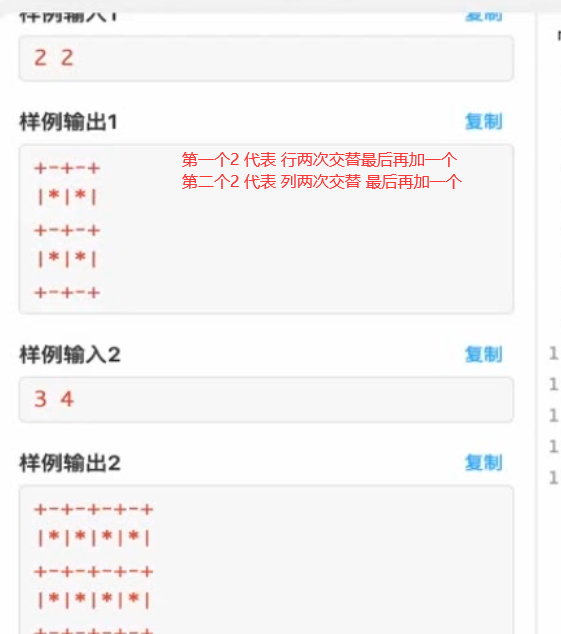 样例输入1
复制
2 2
样例输出1
复制
+-+-+
|*|*|
+-+-+
|*|*|
+-+-+
第一个2 代表 行两次交替最后再加一个
第二个2 代表 列两次交替 最后再加一个
样例输入2
复制
3 4
样例输出2
复制
+-+-+-+-+
|*|*|*|*|
+-+-+-+-+
|*|*|*|*|
+-+-+-+-+
1
1
1
1
1